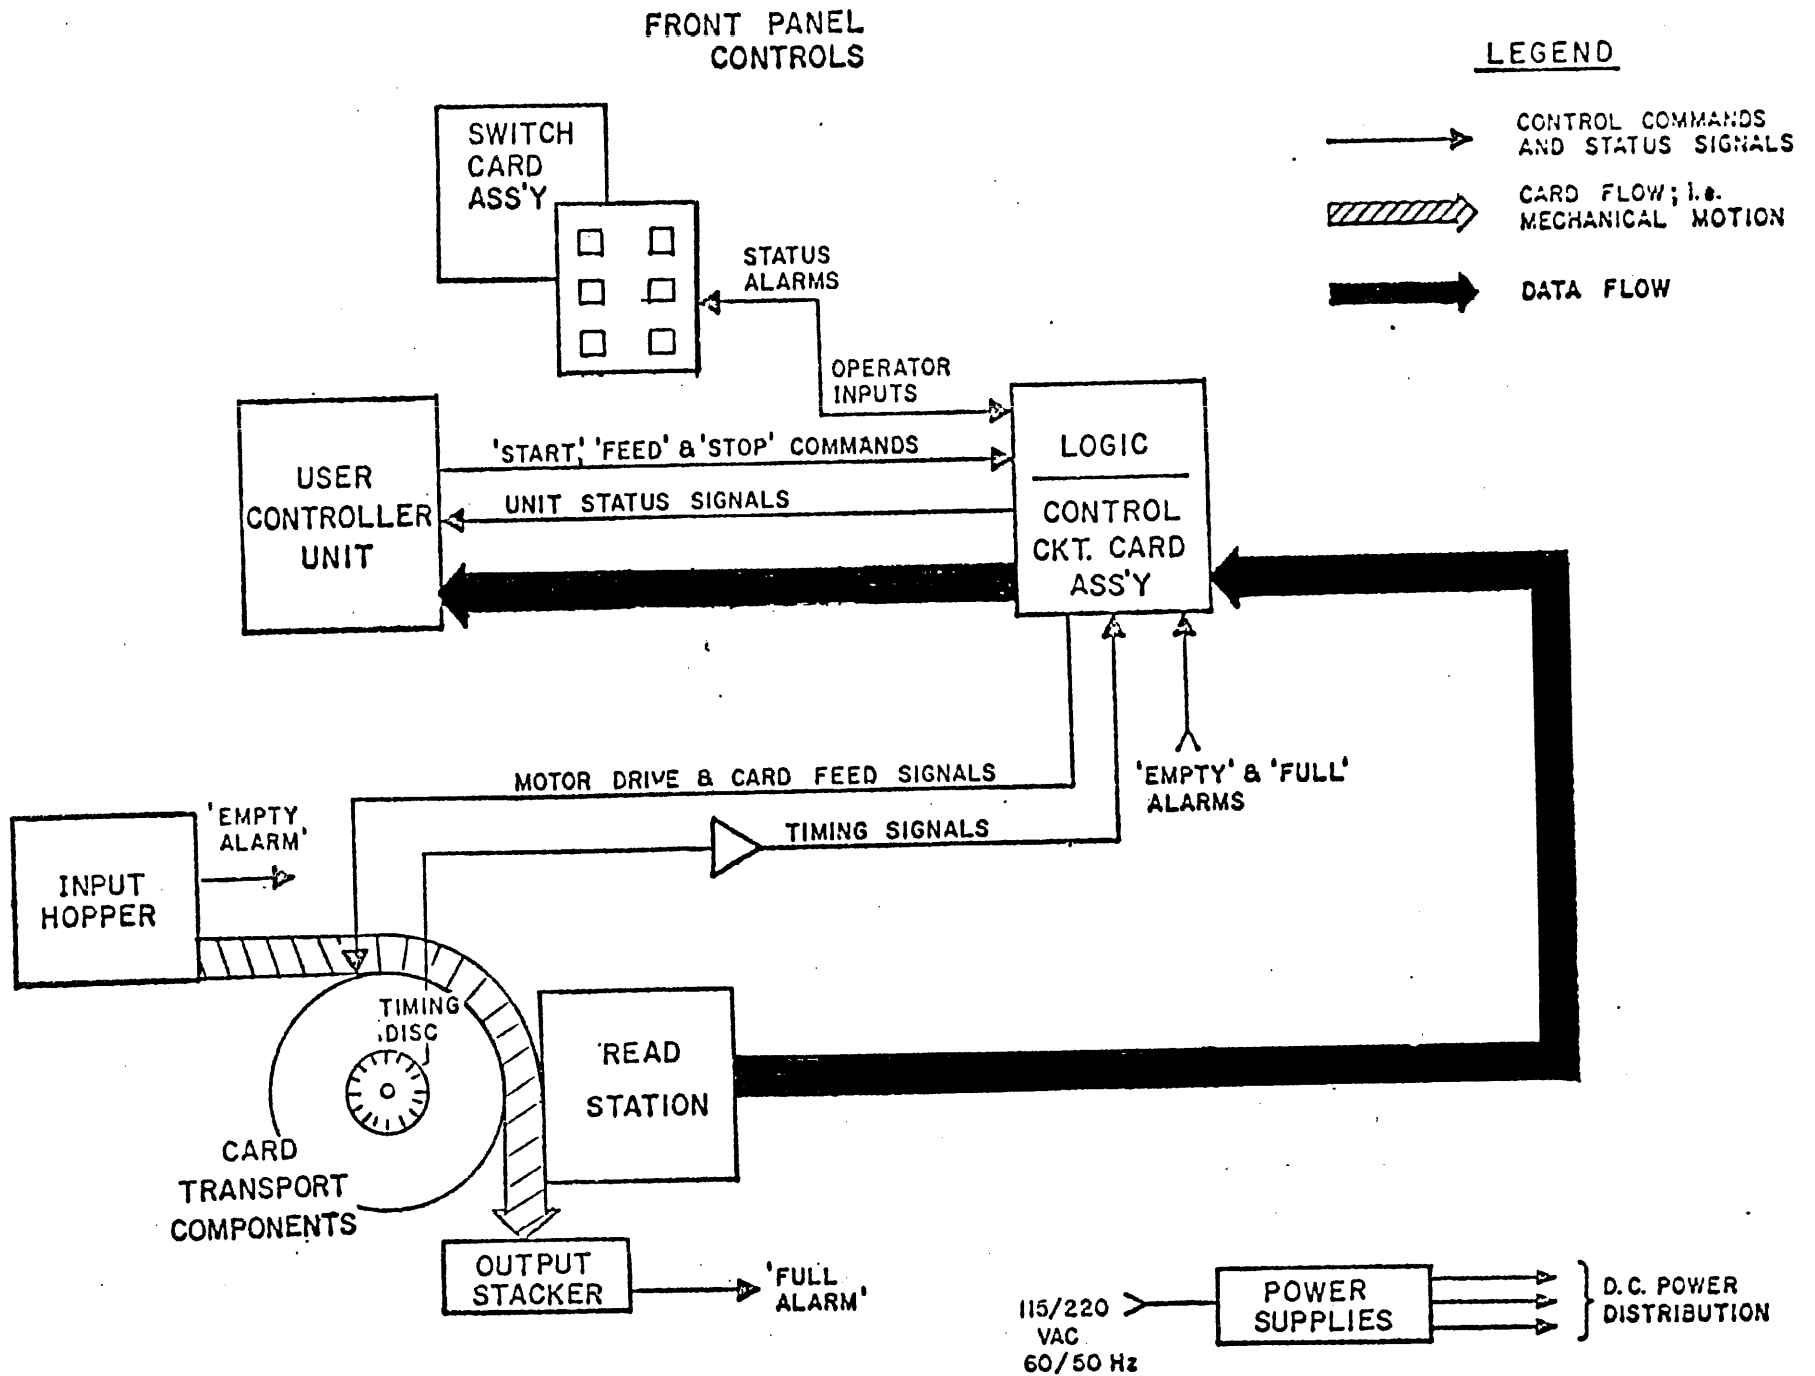 FRONT PANEL
CONTROLS
LEGEND
CONTROL COMMANDS
AND STATUS SIGNALS
CARD FLOW; i.e.
MECHANICAL MOTION
DATA FLOW
SWITCH
CARD
ASS'Y
STATUS
ALARMS
OPERATOR
INPUTS
'START', 'FEED' & 'STOP' COMMANDS
UNIT STATUS SIGNALS
USER
CONTROLLER
UNIT
LOGIC
CONTROL
CKT. CARD
ASS'Y
MOTOR DRIVE & CARD FEED SIGNALS
'EMPTY' & 'FULL'
ALARMS
TIMING SIGNALS
'EMPTY
ALARM'
INPUT
HOPPER
TIMING
DISC
READ
STATION
CARD
TRANSPORT
COMPONENTS
OUTPUT
STACKER
'FULL
ALARM'
115/220
VAC
60/50 Hz
POWER
SUPPLIES
D.C. POWER
DISTRIBUTION